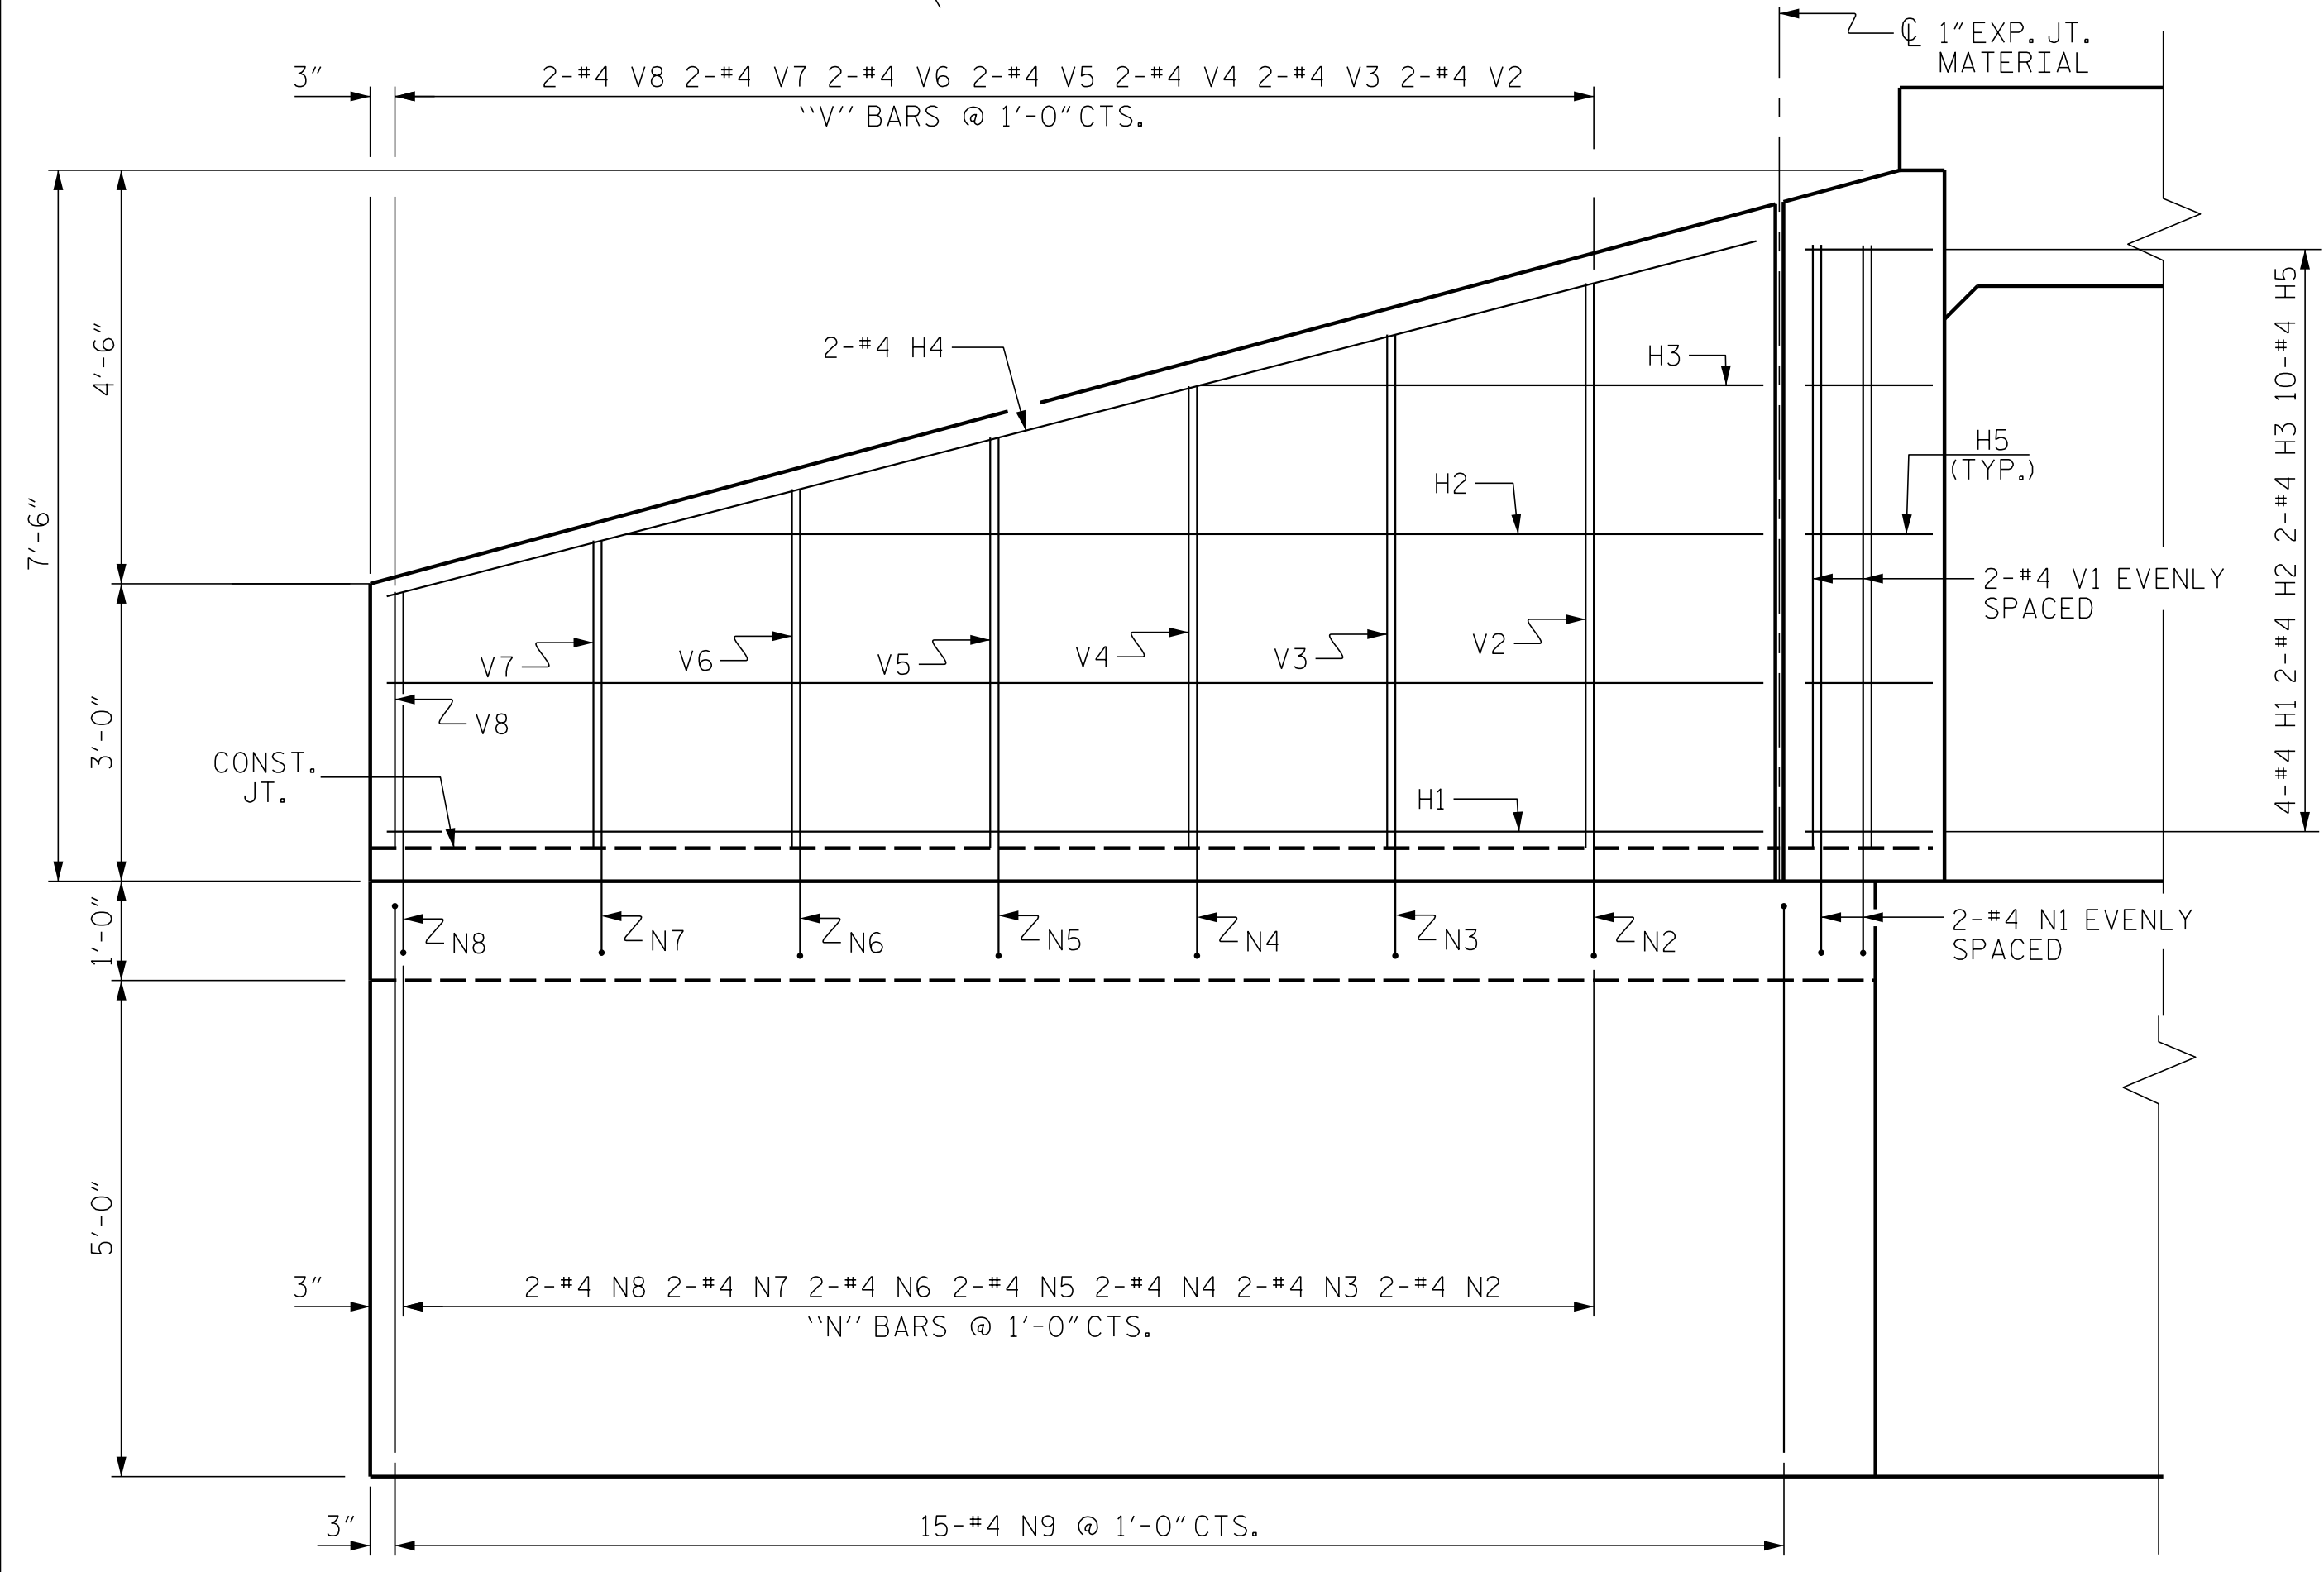 ℄ 1" EXP. JT.
MATERIAL
3"
2-#4 V8 2-#4 V7 2-#4 V6 2-#4 V5 2-#4 V4 2-#4 V3 2-#4 V2
``V'' BARS @ 1'-0" CTS.
4'-6"
7'-6"
3'-0"
1'-0"
5'-0"
2-#4 H4
H3
H2
H5
(TYP.)
4-#4 H1 2-#4 H2 2-#4 H3 10-#4 H5
2-#4 V1 EVENLY
SPACED
V7
V6
V5
V4
V3
V2
V8
CONST.
JT.
H1
N8
N7
N6
N5
N4
N3
N2
2-#4 N1 EVENLY
SPACED
3"
2-#4 N8 2-#4 N7 2-#4 N6 2-#4 N5 2-#4 N4 2-#4 N3 2-#4 N2
``N'' BARS @ 1'-0" CTS.
3"
15-#4 N9 @ 1'-0" CTS.